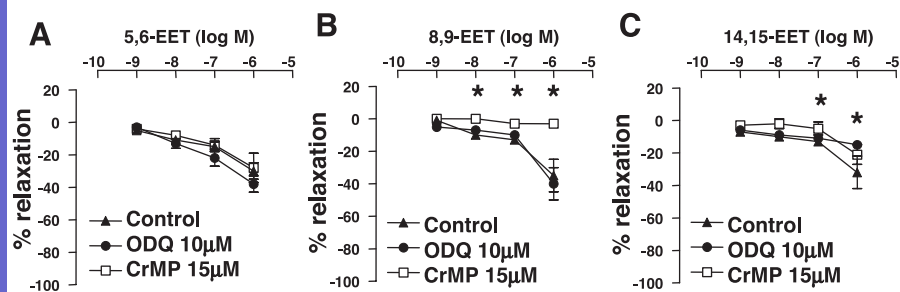 A
5,6-EET (log M)
-10 -9 -8 -7 -6 -5
20
0
-20
-40
-60
-80
-100
% relaxation
Control
ODQ 10µM
CrMP 15µM
B
8,9-EET (log M)
-10 -9 -8 -7 -6 -5
20
0
-20
-40
-60
-80
-100
% relaxation
* * *
Control
ODQ 10µM
CrMP 15µM
C
14,15-EET (log M)
-10 -9 -8 -7 -6 -5
20
0
-20
-40
-60
-80
-100
% relaxation
*
*
Control
ODQ 10µM
CrMP 15µM